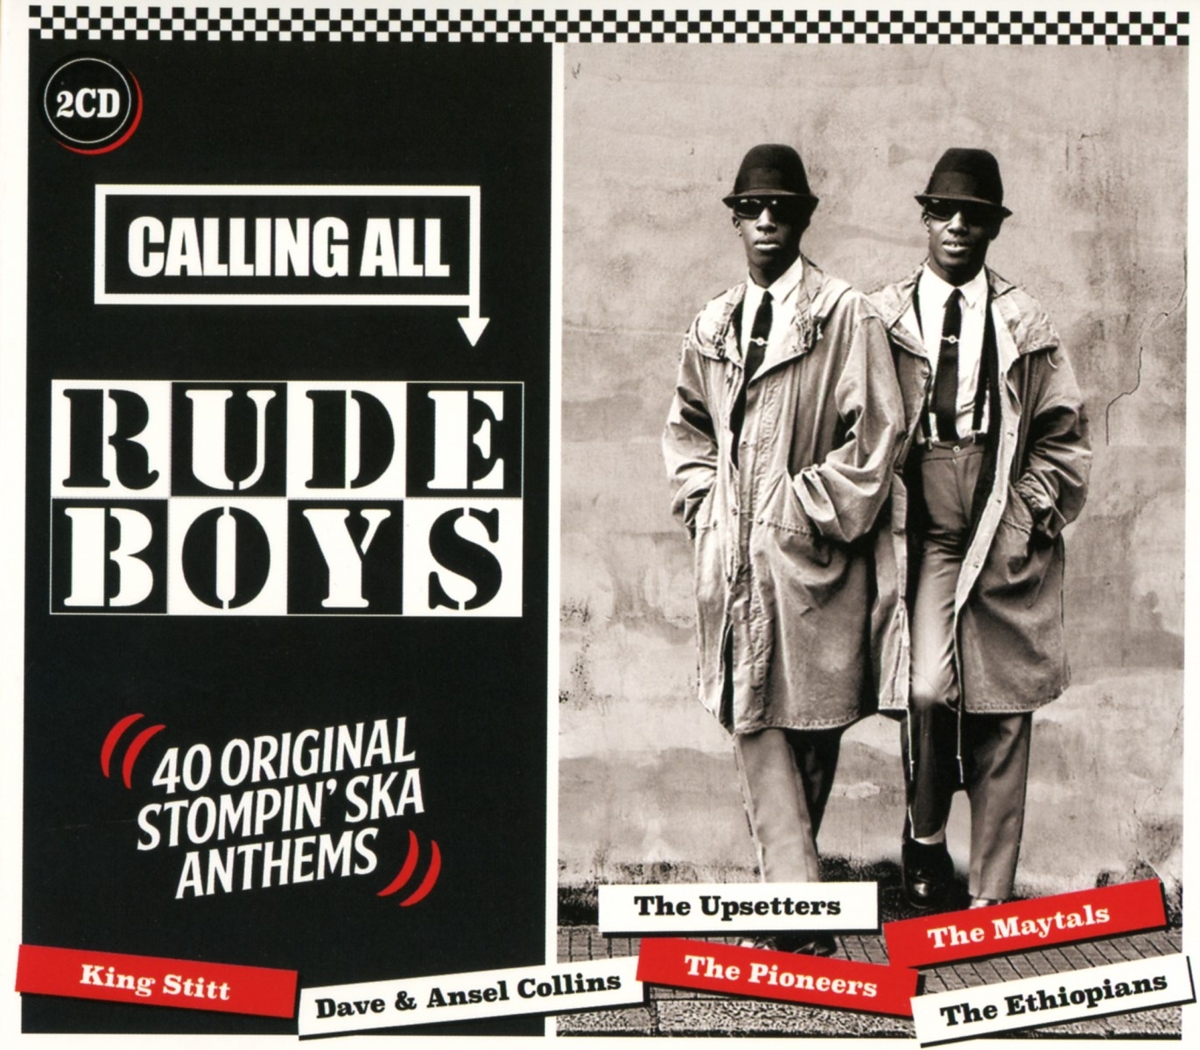 2CD
CALLING ALL
RUDE
BOYS
40 ORIGINAL
STOMPIN' SKA
ANTHEMS
The Upsetters
The Maytals
King Stitt
Dave & Ansel Collins
The Pioneers
The Ethiopians